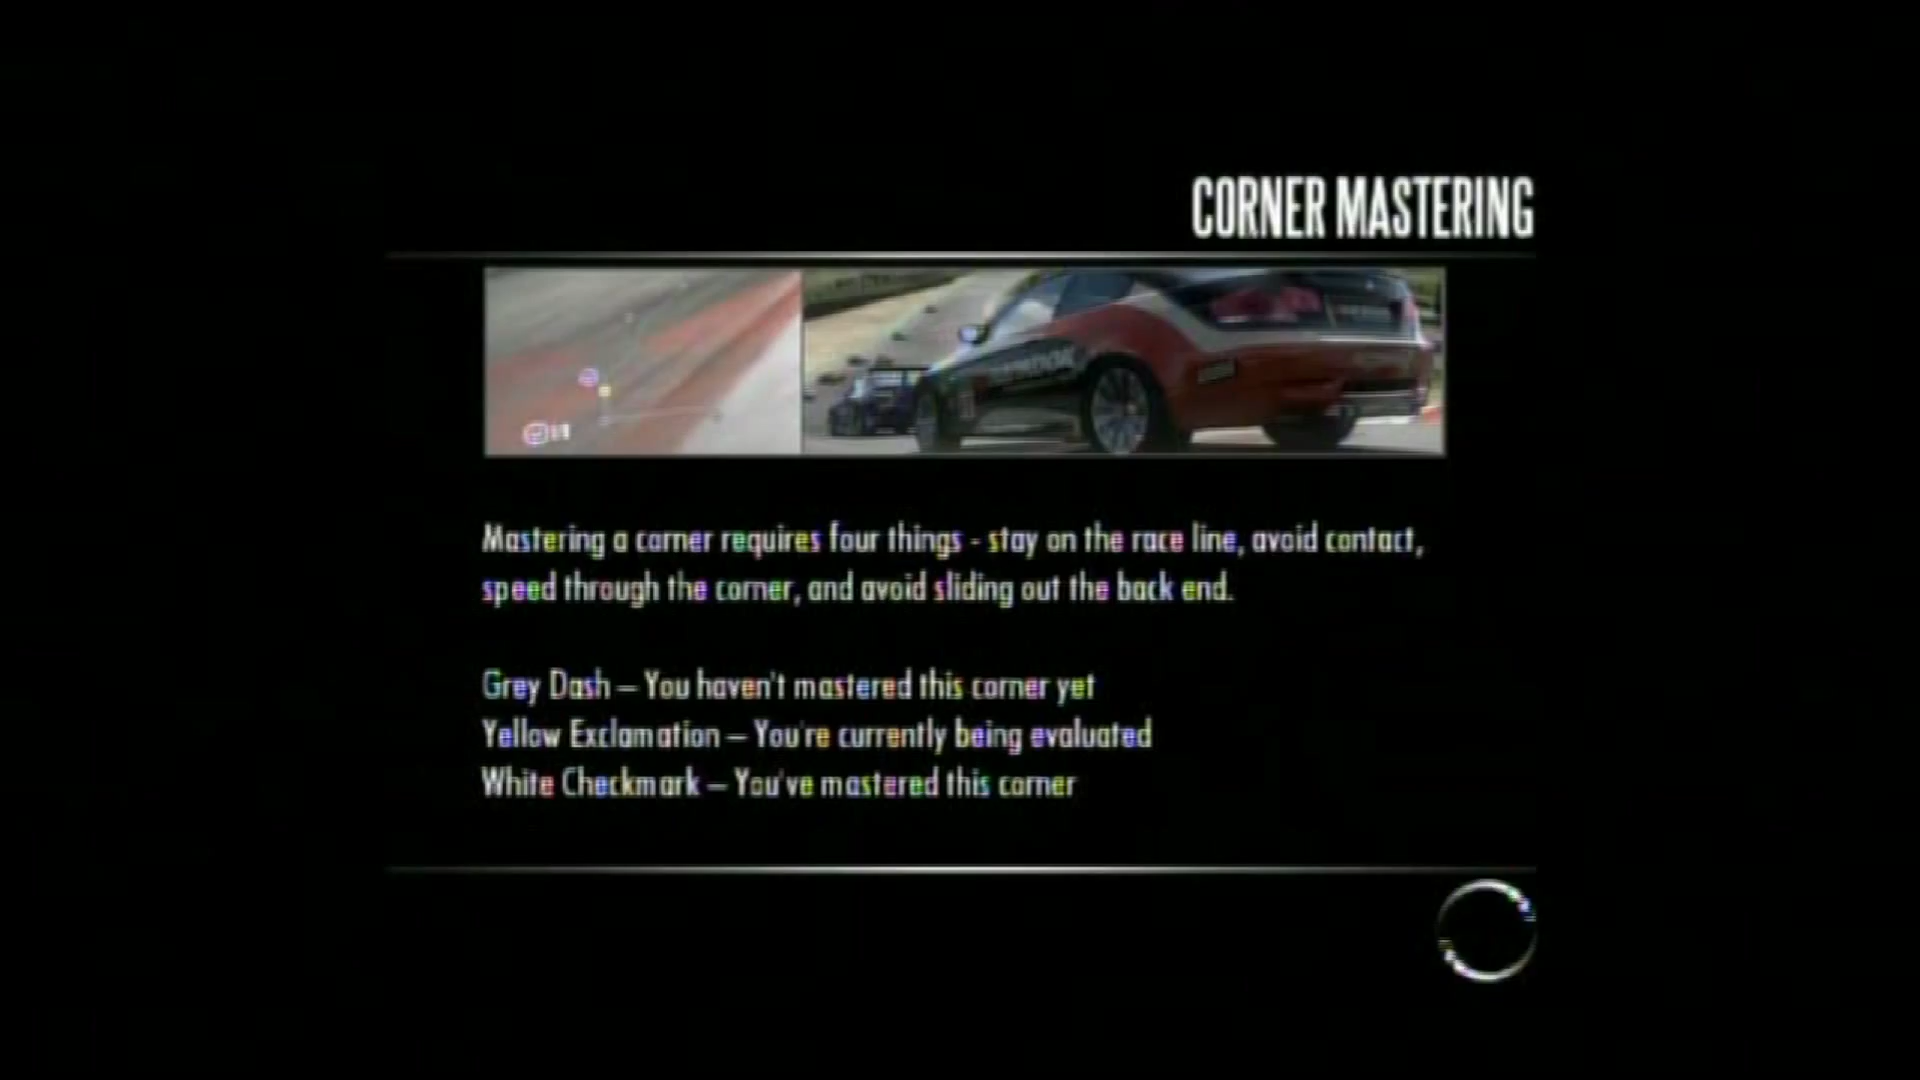 CORNER MASTERING
Mastering a corner requires four things - stay on the race line, avoid contact,
speed through the corner, and avoid sliding out the back end.
Grey Dash – You haven't mastered this corner yet
Yellow Exclamation – You're currently being evaluated
White Checkmark – You've mastered this corner